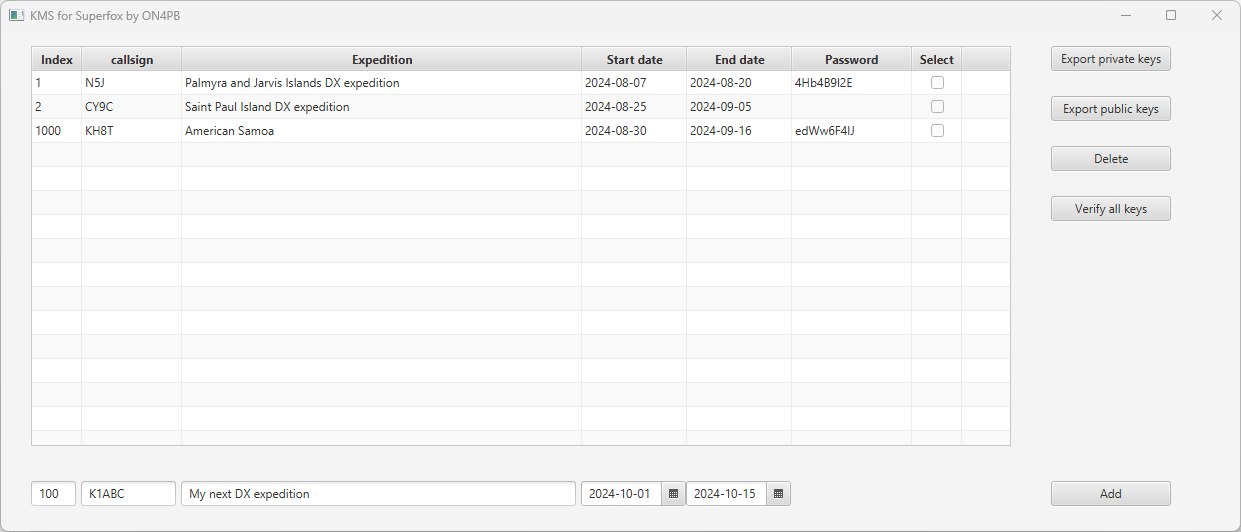 KMS for Superfox by ON4PB
Index callsign Expedition Start date End date Password Select
1 N5J Palmyra and Jarvis Islands DX expedition 2024-08-07 2024-08-20 4Hb4B9I2E
2 CY9C Saint Paul Island DX expedition 2024-08-25 2024-09-05
1000 KH8T American Samoa 2024-08-30 2024-09-16 edWw6F4IJ
Export private keys
Export public keys
Delete
Verify all keys
100 K1ABC My next DX expedition 2024-10-01 2024-10-15 Add